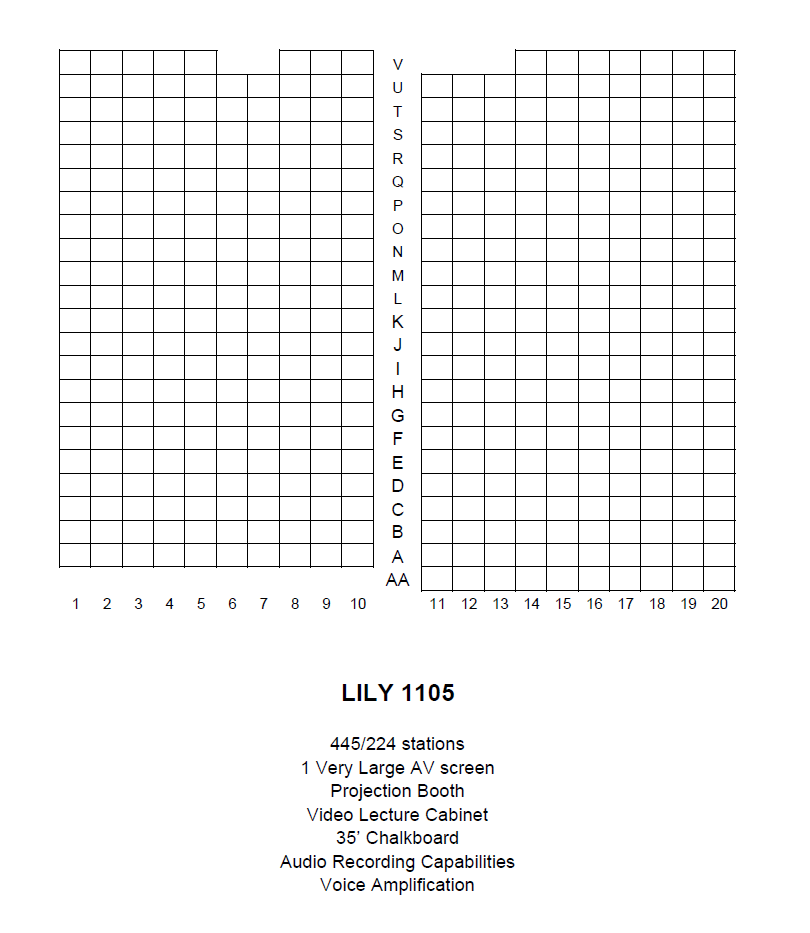 V
U
T
S
R
Q
P
O
N
M
L
K
J
I
H
G
F
E
D
C
B
A
AA
1 2 3 4 5 6 7 8 9 10 11 12 13 14 15 16 17 18 19 20
LILY 1105
445/224 stations
1 Very Large AV screen
Projection Booth
Video Lecture Cabinet
35’ Chalkboard
Audio Recording Capabilities
Voice Amplification